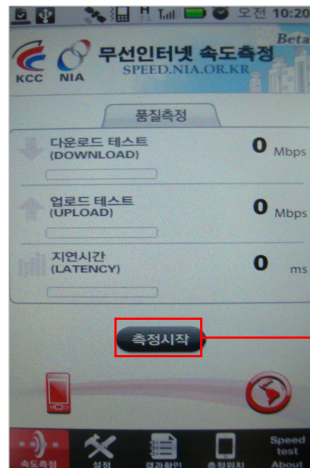 H
오전 10:20
Beta
KCC
NIA
무선인터넷 속도측정
SPEED.NIA.OR.KR
품질측정
다운로드 테스트
(DOWNLOAD)
0 Mbps
업로드 테스트
(UPLOAD)
0 Mbps
지연시간
(LATENCY)
0 ms
측정시작
속도측정
설정
결과확인
측정위치
Speed
test
About